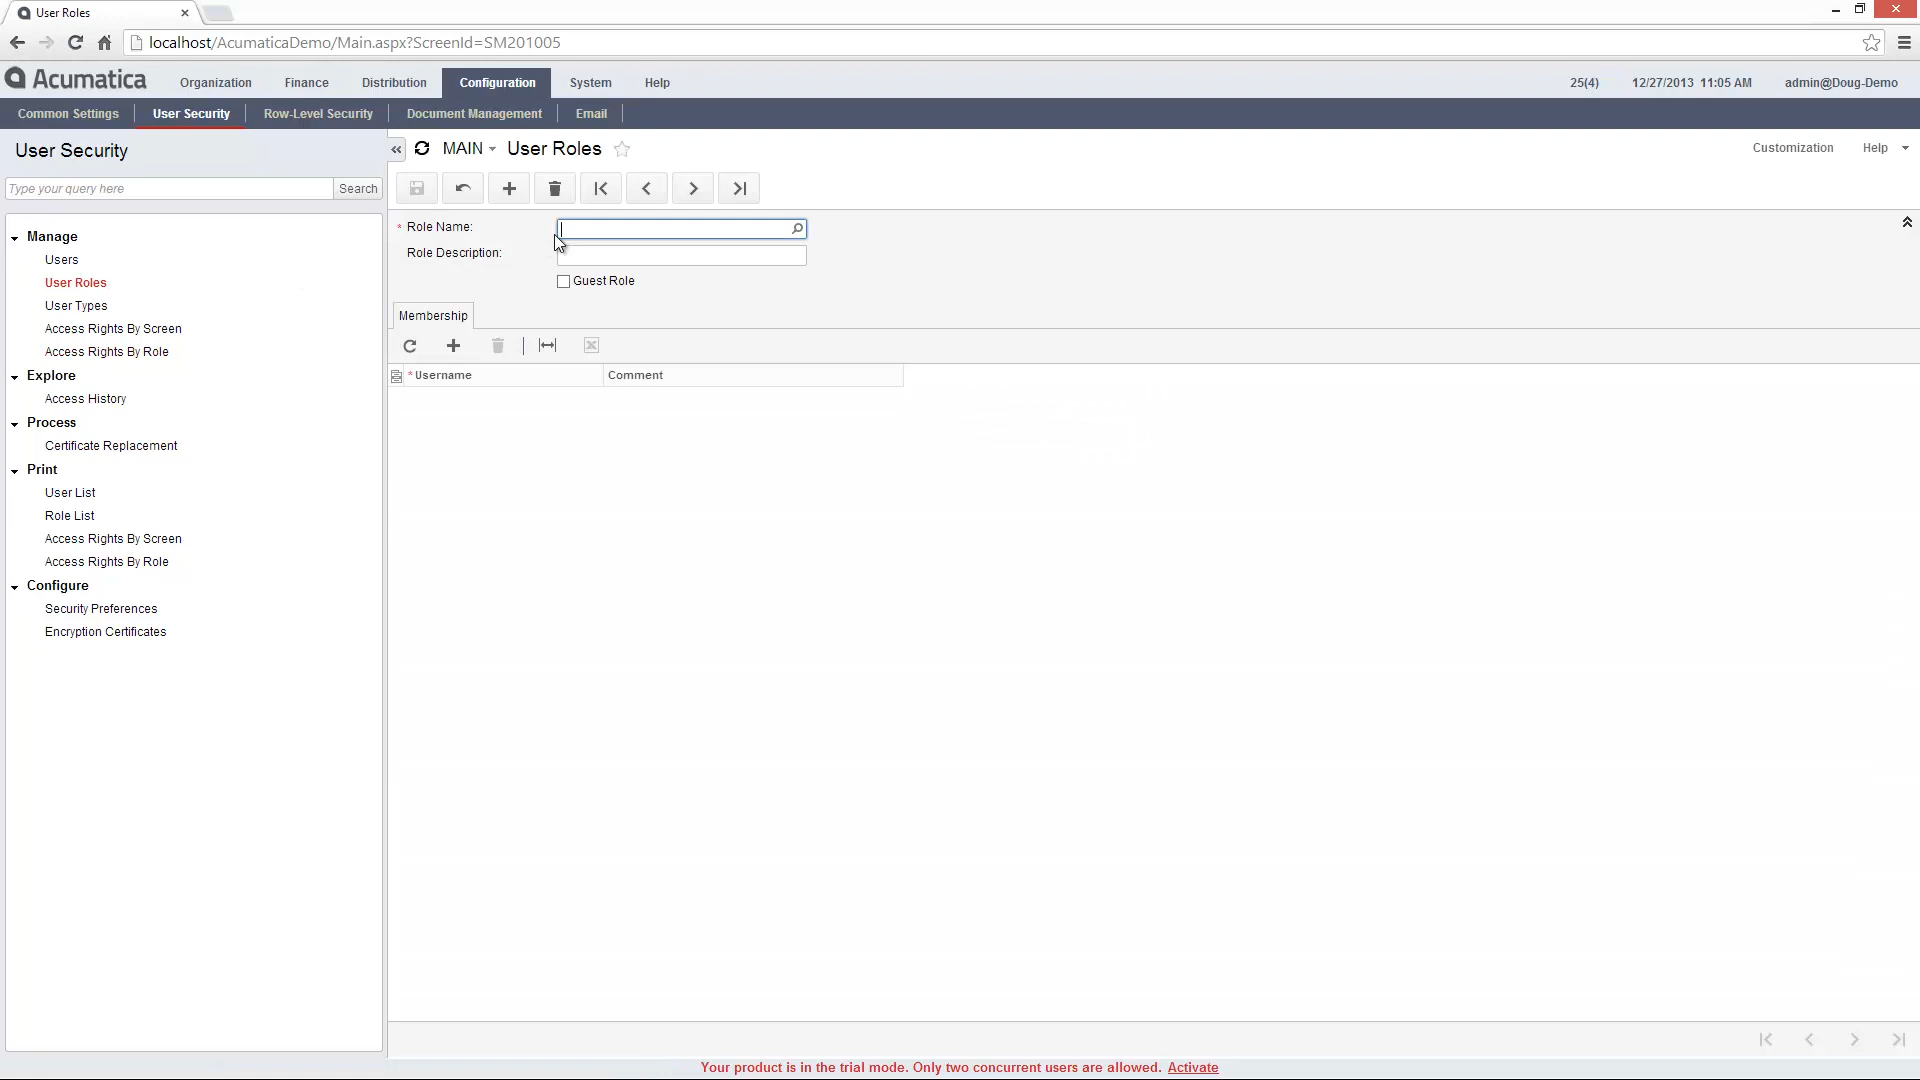 User Roles
localhost/AcumaticaDemo/Main.aspx?ScreenId=SM201005
Acumatica
Organization Finance Distribution Configuration System Help
25(4) 12/27/2013 11:05 AM admin@Doug-Demo
Common Settings User Security Row-Level Security Document Management Email
User Security
MAIN User Roles
Customization Help
Type your query here Search
Manage
Users
User Roles
User Types
Access Rights By Screen
Access Rights By Role
Explore
Access History
Process
Certificate Replacement
Print
User List
Role List
Access Rights By Screen
Access Rights By Role
Configure
Security Preferences
Encryption Certificates
* Role Name:
Role Description:
Guest Role
Membership
* Username Comment
Your product is in the trial mode. Only two concurrent users are allowed. Activate